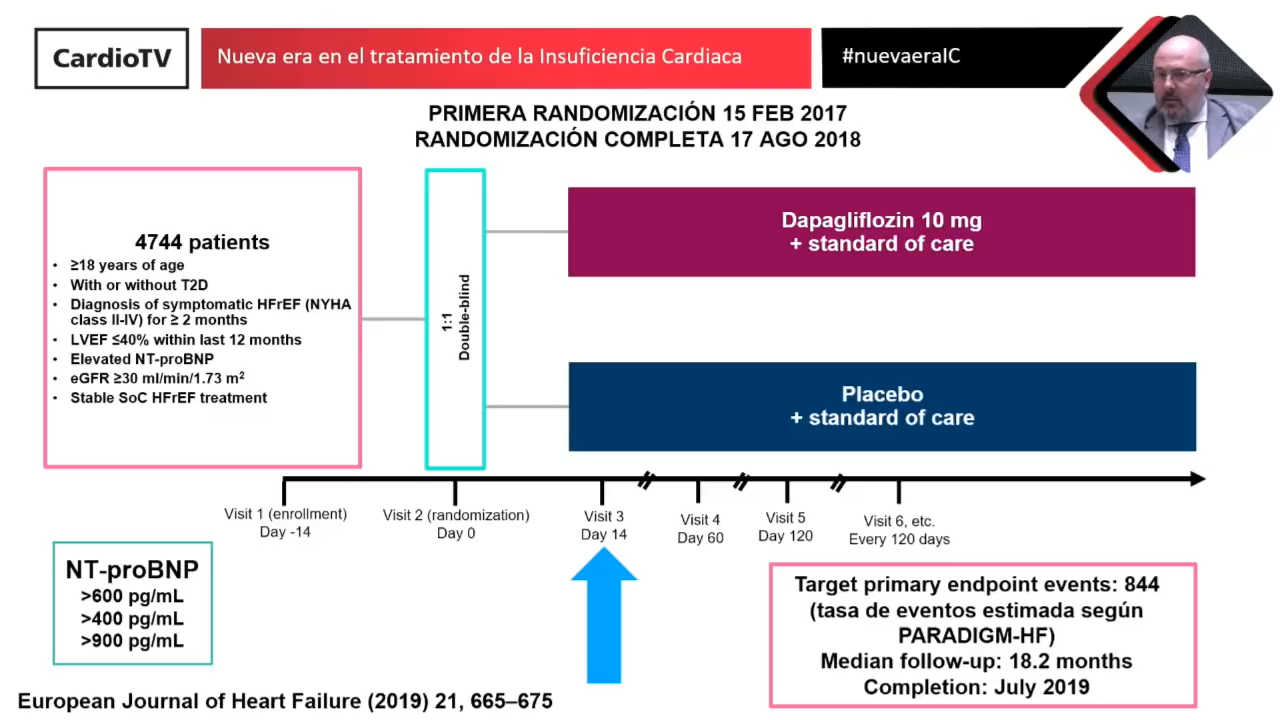 CardioTV
Nueva era en el tratamiento de la Insuficiencia Cardiaca
#nuevaeraIC
PRIMERA RANDOMIZACIÓN 15 FEB 2017
RANDOMIZACIÓN COMPLETA 17 AGO 2018
4744 patients
• ≥18 years of age
• With or without T2D
• Diagnosis of symptomatic HFrEF (NYHA
class II-IV) for ≥ 2 months
• LVEF ≤40% within last 12 months
• Elevated NT-proBNP
• eGFR ≥30 ml/min/1.73 m²
• Stable SoC HFrEF treatment
1:1
Double-blind
Dapagliflozin 10 mg
+ standard of care
Placebo
+ standard of care
Visit 1 (enrollment)
Day -14
Visit 2 (randomization)
Day 0
Visit 3
Day 14
Visit 4
Day 60
Visit 5
Day 120
Visit 6, etc.
Every 120 days
NT-proBNP
>600 pg/mL
>400 pg/mL
>900 pg/mL
Target primary endpoint events: 844
(tasa de eventos estimada según
PARADIGM-HF)
Median follow-up: 18.2 months
Completion: July 2019
European Journal of Heart Failure (2019) 21, 665–675